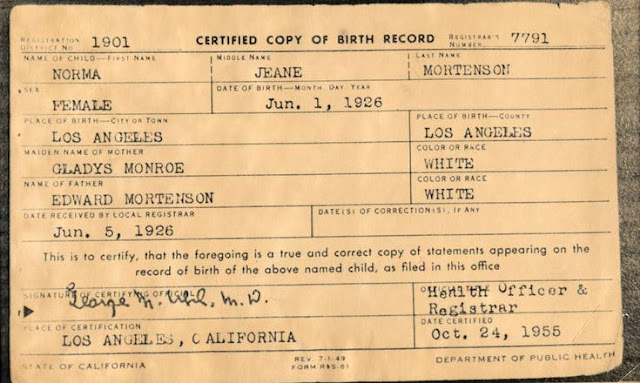 REGISTRATION DISTRICT No. 1901 CERTIFIED COPY OF BIRTH RECORD REGISTRAR'S NUMBER 7791
NAME OF CHILD—FIRST NAME MIDDLE NAME LAST NAME
NORMA JEANE MORTENSON
SEX DATE OF BIRTH—MONTH, DAY, YEAR
FEMALE Jun. 1, 1926
PLACE OF BIRTH—CITY OR TOWN PLACE OF BIRTH—COUNTY
LOS ANGELES LOS ANGELES
MAIDEN NAME OF MOTHER COLOR OR RACE
GLADYS MONROE WHITE
NAME OF FATHER COLOR OR RACE
EDWARD MORTENSON WHITE
DATE RECEIVED BY LOCAL REGISTRAR DATE(S) OF CORRECTION(S), IF ANY
Jun. 5, 1926
This is to certify, that the foregoing is a true and correct copy of statements appearing on the
record of birth of the above named child, as filed in this office
SIGNATURE OF CERTIFYING OFFICIAL
George M. M.D. Health Officer &
Registrar
PLACE OF CERTIFICATION DATE CERTIFIED
LOS ANGELES, CALIFORNIA Oct. 24, 1955
STATE OF CALIFORNIA REV. 7-1-49 DEPARTMENT OF PUBLIC HEALTH
FORM R&S-61